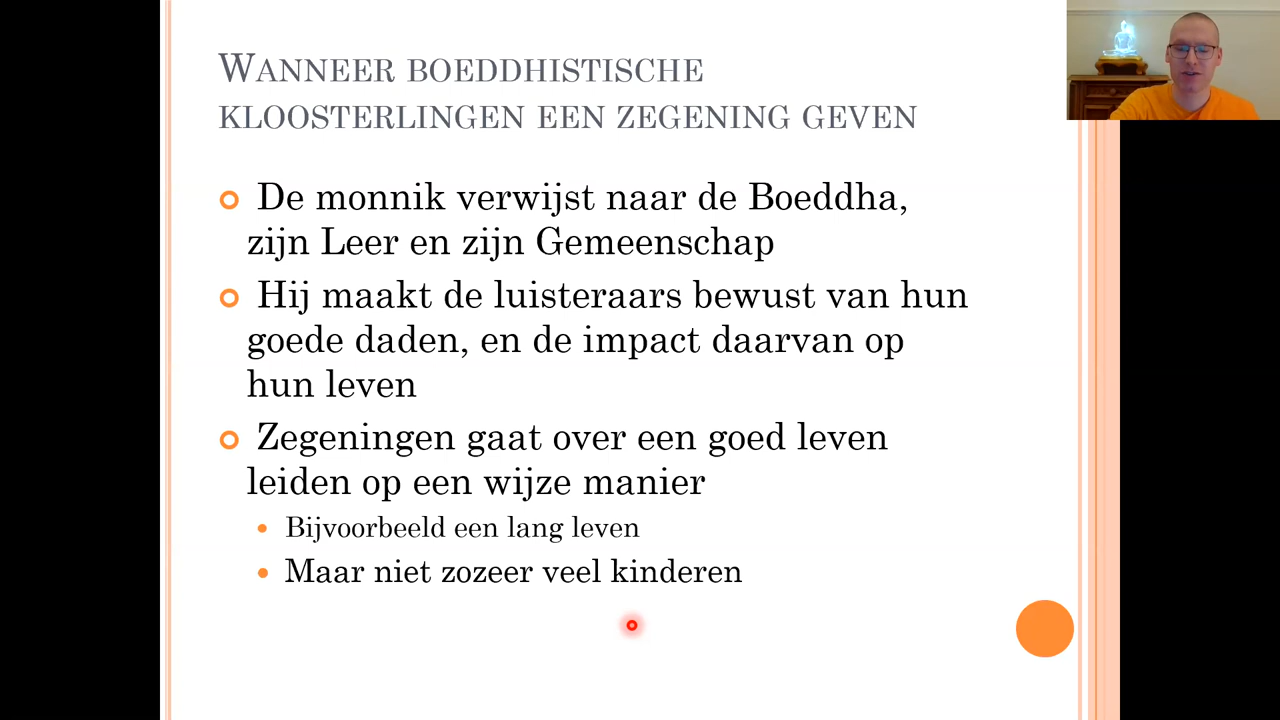 Wanneer boeddhistische
kloosterlingen een zegening geven
De monnik verwijst naar de Boeddha,
zijn Leer en zijn Gemeenschap
Hij maakt de luisteraars bewust van hun
goede daden, en de impact daarvan op
hun leven
Zegeningen gaat over een goed leven
leiden op een wijze manier
Bijvoorbeeld een lang leven
Maar niet zozeer veel kinderen